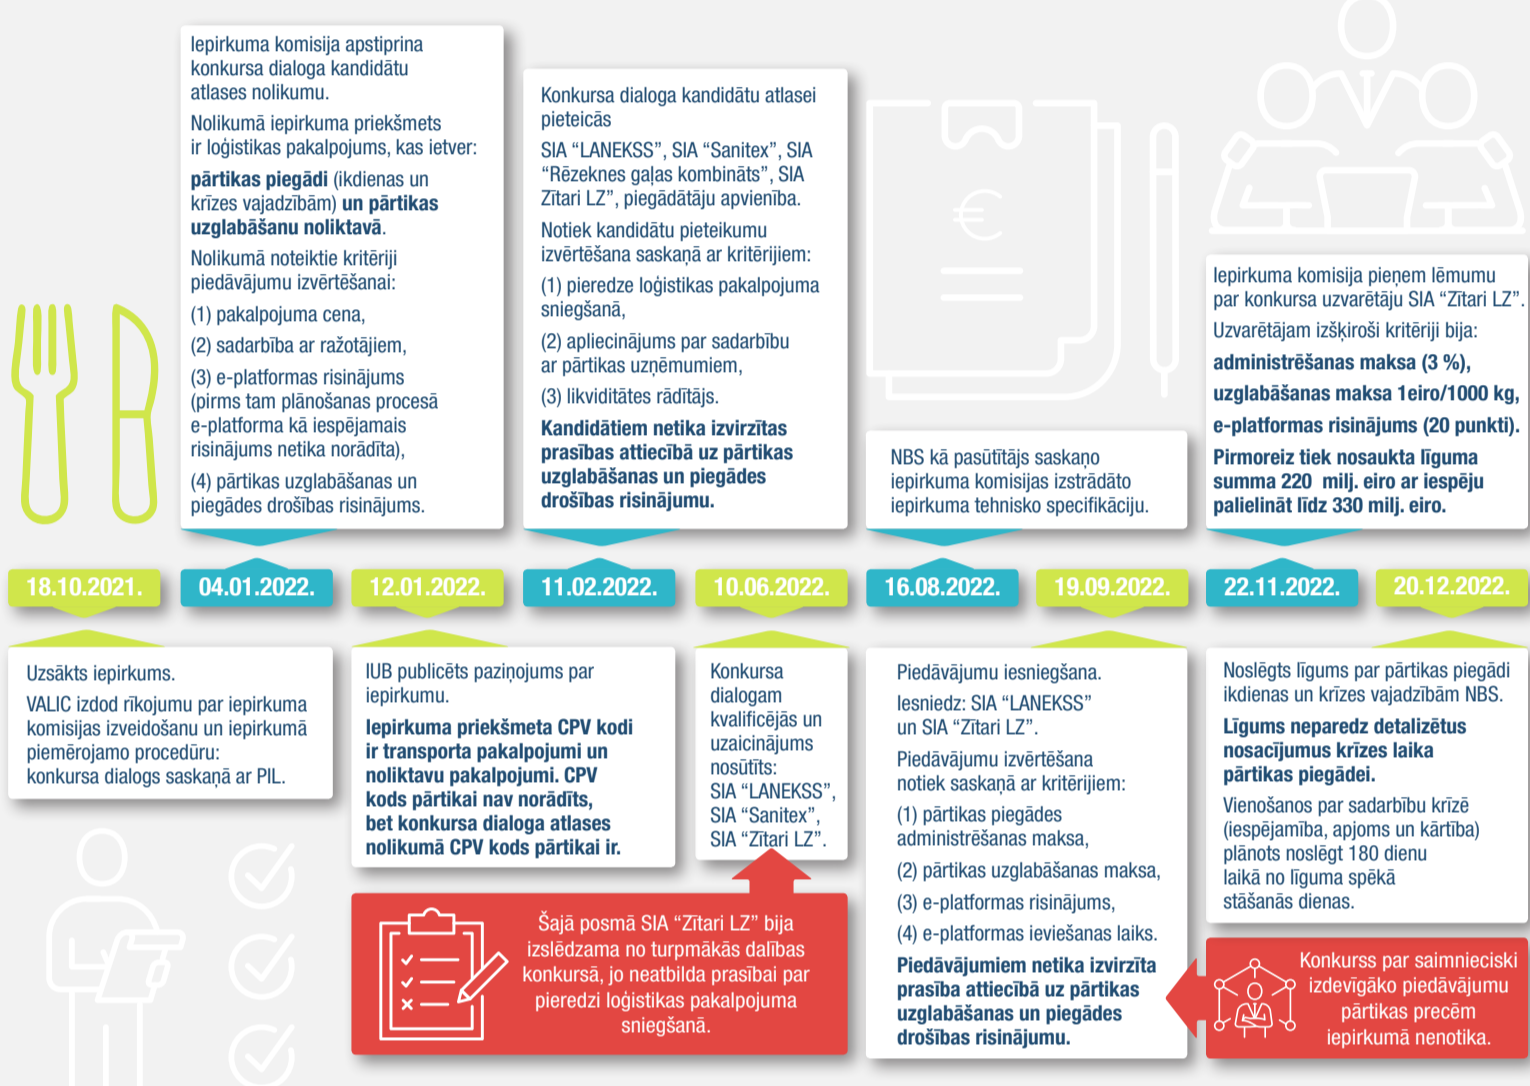 Iepirkuma komisija apstiprina
konkursa dialoga kandidātu
atlases nolikumu.
Nolikumā iepirkuma priekšmets
ir loģistikas pakalpojums, kas ietver:
pārtikas piegādi (ikdienas un
krīzes vajadzībām) un pārtikas
uzglabāšanu noliktavā.
Nolikumā noteiktie kritēriji
piedāvājumu izvērtēšanai:
(1) pakalpojuma cena,
(2) sadarbība ar ražotājiem,
(3) e-platformas risinājums
(pirms tam plānošanas procesā
e-platforma kā iespējamais
risinājums netika norādīta),
(4) pārtikas uzglabāšanas un
piegādes drošības risinājums.
Konkursa dialoga kandidātu atlasei
pieteicās
SIA “LANEKSS”, SIA “Sanitex”, SIA
“Rēzeknes gaļas kombināts”, SIA
Zītari LZ”, piegādātāju apvienība.
Notiek kandidātu pieteikumu
izvērtēšana saskaņā ar kritērijiem:
(1) pieredze loģistikas pakalpojuma
sniegšanā,
(2) apliecinājums par sadarbību
ar pārtikas uzņēmumiem,
(3) likviditātes rādītājs.
Kandidātiem netika izvirzītas
prasības attiecībā uz pārtikas
uzglabāšanas un piegādes
drošības risinājumu.
€
NBS kā pasūtītājs saskaņo
iepirkuma komisijas izstrādāto
iepirkuma tehnisko specifikāciju.
Iepirkuma komisija pieņem lēmumu
par konkursa uzvarētāju SIA “Zītari LZ”.
Uzvarētājam izšķiroši kritēriji bija:
administrēšanas maksa (3 %),
uzglabāšanas maksa 1eiro/1000 kg,
e-platformas risinājums (20 punkti).
Pirmoreiz tiek nosaukta līguma
summa 220 milj. eiro ar iespēju
palielināt līdz 330 milj. eiro.
18.10.2021.
04.01.2022.
12.01.2022.
11.02.2022.
10.06.2022.
16.08.2022.
19.09.2022.
22.11.2022.
20.12.2022.
Uzsākts iepirkums.
VALIC izdod rīkojumu par iepirkuma
komisijas izveidošanu un iepirkumā
piemērojamo procedūru:
konkursa dialogs saskaņā ar PIL.
IUB publicēts paziņojums par
iepirkumu.
Iepirkuma priekšmeta CPV kodi
ir transporta pakalpojumi un
noliktavu pakalpojumi. CPV
kods pārtikai nav norādīts,
bet konkursa dialoga atlases
nolikumā CPV kods pārtikai ir.
Konkursa
dialogam
kvalificējās un
uzaicinājums
nosūtīts:
SIA “LANEKSS”,
SIA “Sanitex”,
SIA “Zītari LZ”.
Šajā posmā SIA “Zītari LZ” bija
izslēdzama no turpmākās dalības
konkursā, jo neatbilda prasībai par
pieredzi loģistikas pakalpojuma
sniegšanā.
Piedāvājumu iesniegšana.
Iesniedz: SIA “LANEKSS”
un SIA “Zītari LZ”.
Piedāvājumu izvērtēšana
notiek saskaņā ar kritērijiem:
(1) pārtikas piegādes
administrēšanas maksa,
(2) pārtikas uzglabāšanas maksa,
(3) e-platformas risinājums,
(4) e-platformas ieviešanas laiks.
Piedāvājumiem netika izvirzīta
prasība attiecībā uz pārtikas
uzglabāšanas un piegādes
drošības risinājumu.
Noslēgts līgums par pārtikas piegādi
ikdienas un krīzes vajadzībām NBS.
Līgums neparedz detalizētus
nosacījumus krīzes laika
pārtikas piegādei.
Vienošanos par sadarbību krīzē
(iespējamība, apjoms un kārtība)
plānots noslēgt 180 dienu
laikā no līguma spēkā
stāšanās dienas.
Konkurss par saimnieciski
izdevīgāko piedāvājumu
pārtikas precēm
iepirkumā nenotika.